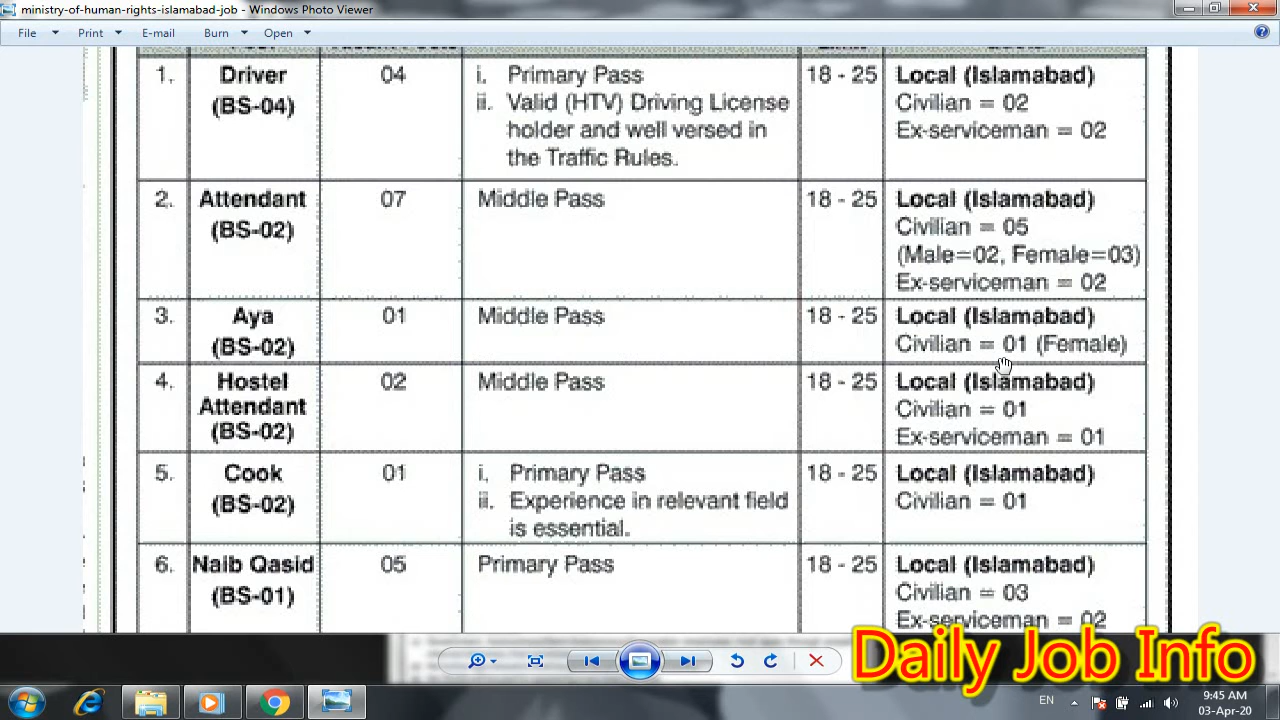 ministry-of-human-rights-islamabad-job - Windows Photo Viewer
File Print E-mail Burn Open
1. Driver (BS-04) 04 i. Primary Pass 18 - 25 Local (Islamabad)
ii. Valid (HTV) Driving License Civilian = 02
holder and well versed in Ex-serviceman = 02
the Traffic Rules.
2. Attendant 07 Middle Pass 18 - 25 Local (Islamabad)
(BS-02) Civilian = 05
(Male=02, Female=03)
Ex-serviceman = 02
3. Aya 01 Middle Pass 18 - 25 Local (Islamabad)
(BS-02) Civilian = 01 (Female)
4. Hostel 02 Middle Pass 18 - 25 Local (Islamabad)
Attendant Civilian = 01
(BS-02) Ex-serviceman = 01
5. Cook 01 i. Primary Pass 18 - 25 Local (Islamabad)
(BS-02) ii. Experience in relevant field Civilian = 01
is essential.
6. Naib Qasid 05 Primary Pass 18 - 25 Local (Islamabad)
(BS-01) Civilian = 03
Ex-serviceman = 02
Daily Job Info
EN 9:45 AM
03-Apr-20